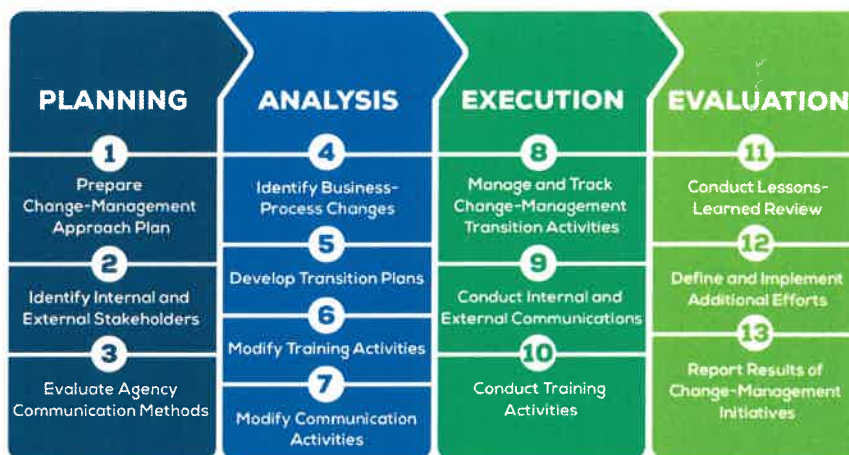 PLANNING
1
Prepare
Change-Management
Approach Plan
2
Identify Internal and
External Stakeholders
3
Evaluate Agency
Communication Methods
ANALYSIS
4
Identify Business-
Process Changes
5
Develop Transition Plans
6
Modify Training Activities
7
Modify Communication
Activities
EXECUTION
8
Manage and Track
Change-Management
Transition Activities
9
Conduct Internal and
External Communications
10
Conduct Training
Activities
EVALUATION
11
Conduct Lessons-
Learned Review
12
Define and Implement
Additional Efforts
13
Report Results of
Change-Management
Initiatives